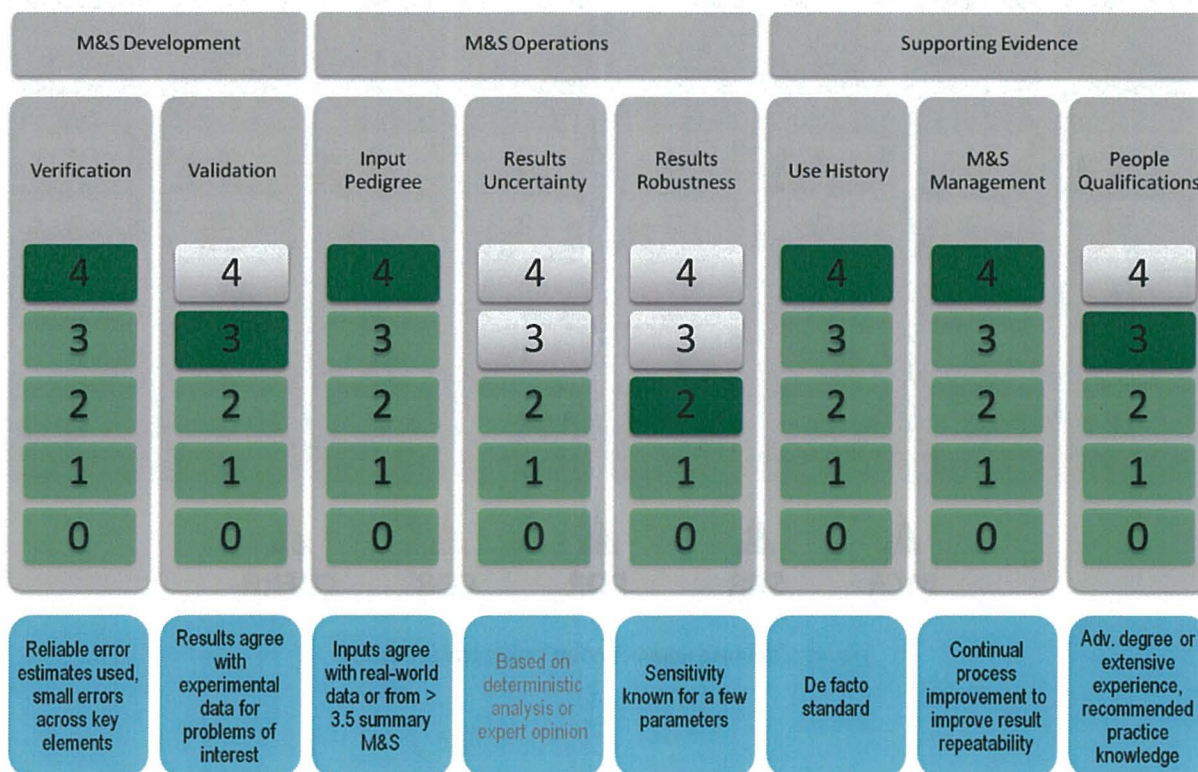 M&S Development
M&S Operations
Supporting Evidence
Verification
Validation
Input
Pedigree
Results
Uncertainty
Results
Robustness
Use History
M&S
Management
People
Qualifications
4 4 4 4 4 4 4 4
3 3 3 3 3 3 3 3
2 2 2 2 2 2 2 2
1 1 1 1 1 1 1 1
0 0 0 0 0 0 0 0
Reliable error
estimates used,
small errors
across key
elements
Results agree
with
experimental
data for
problems of
interest
Inputs agree
with real-world
data or from >
3.5 summary
M&S
Based on
deterministic
analysis or
expert opinion
Sensitivity
known for a few
parameters
De facto
standard
Continual
process
improvement to
improve result
repeatability
Adv. degree or
extensive
experience,
recommended
practice
knowledge